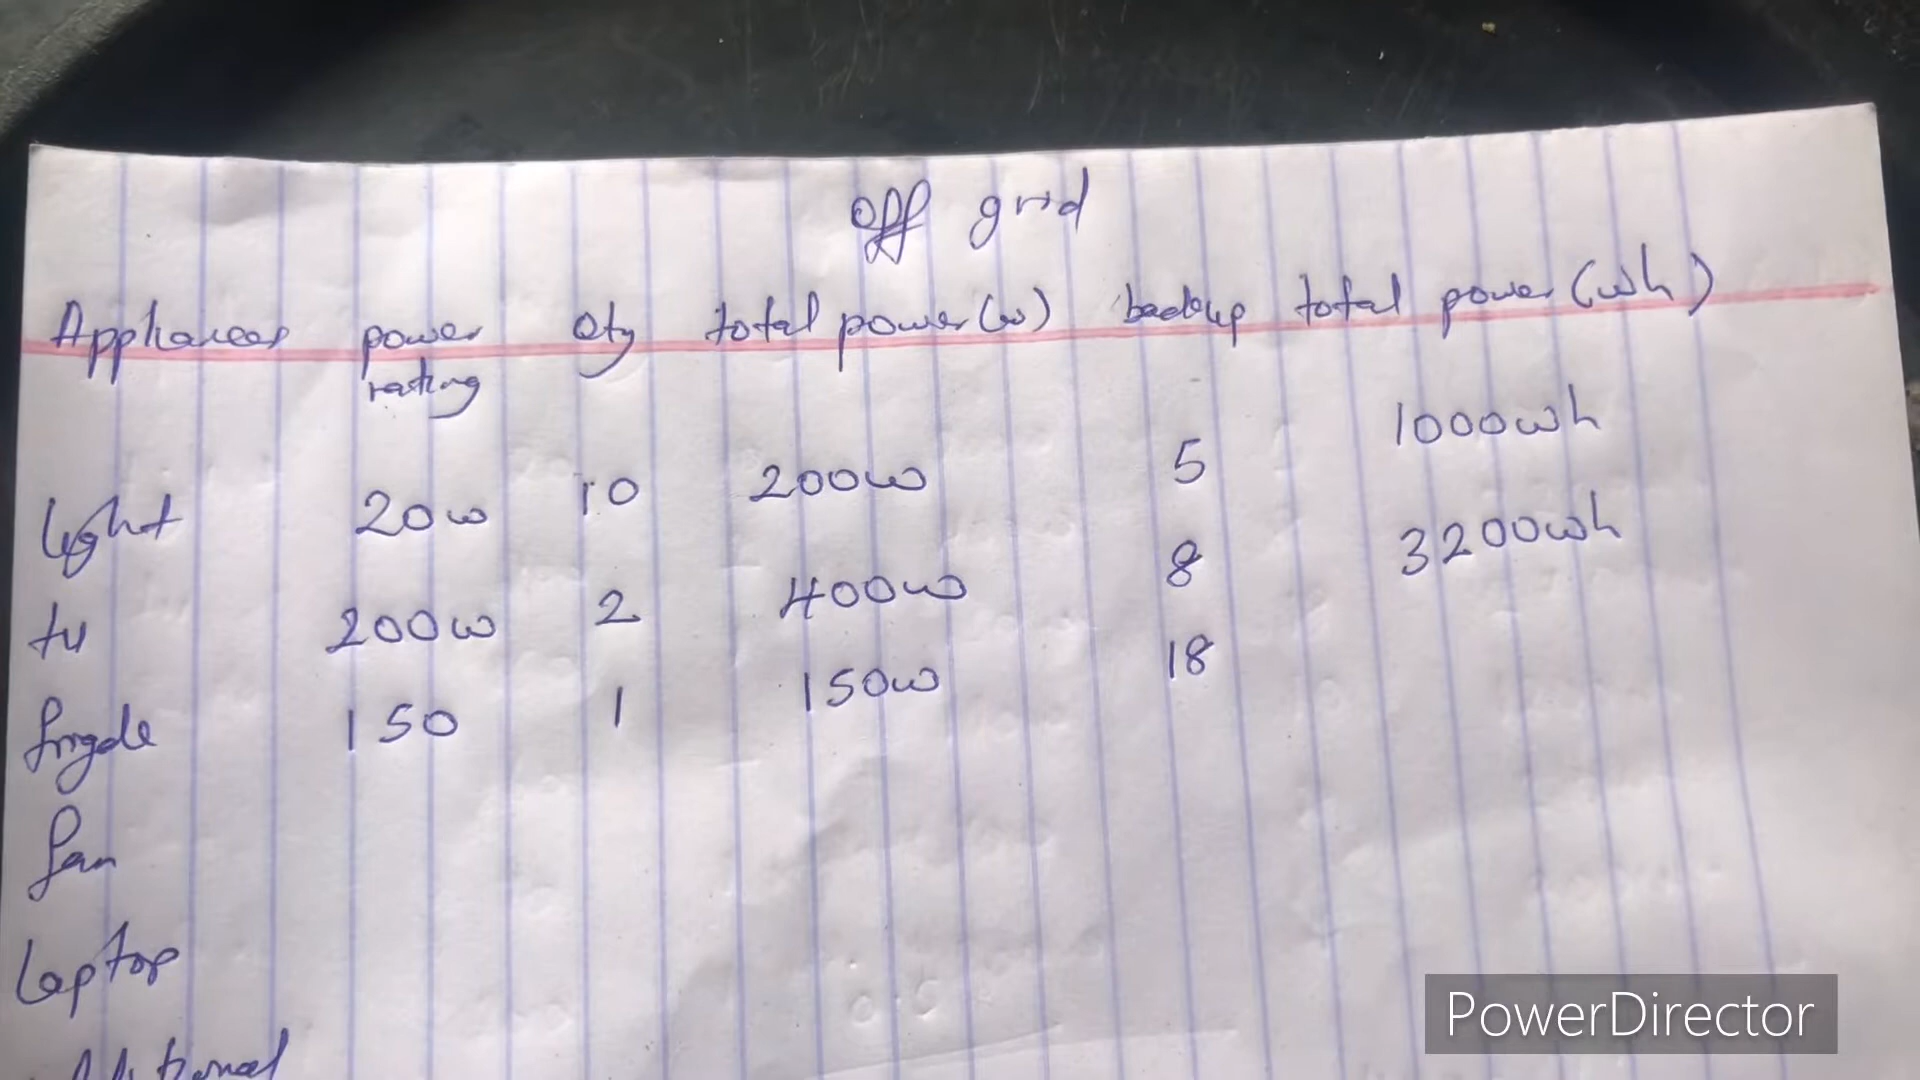 off grid
Appliances power rating Qty total power (w) backup total power (wh)
light 20w 10 200w 5 1000wh
tv 200w 2 400w 8 3200wh
150 1 150w 18
fan
laptop
PowerDirector